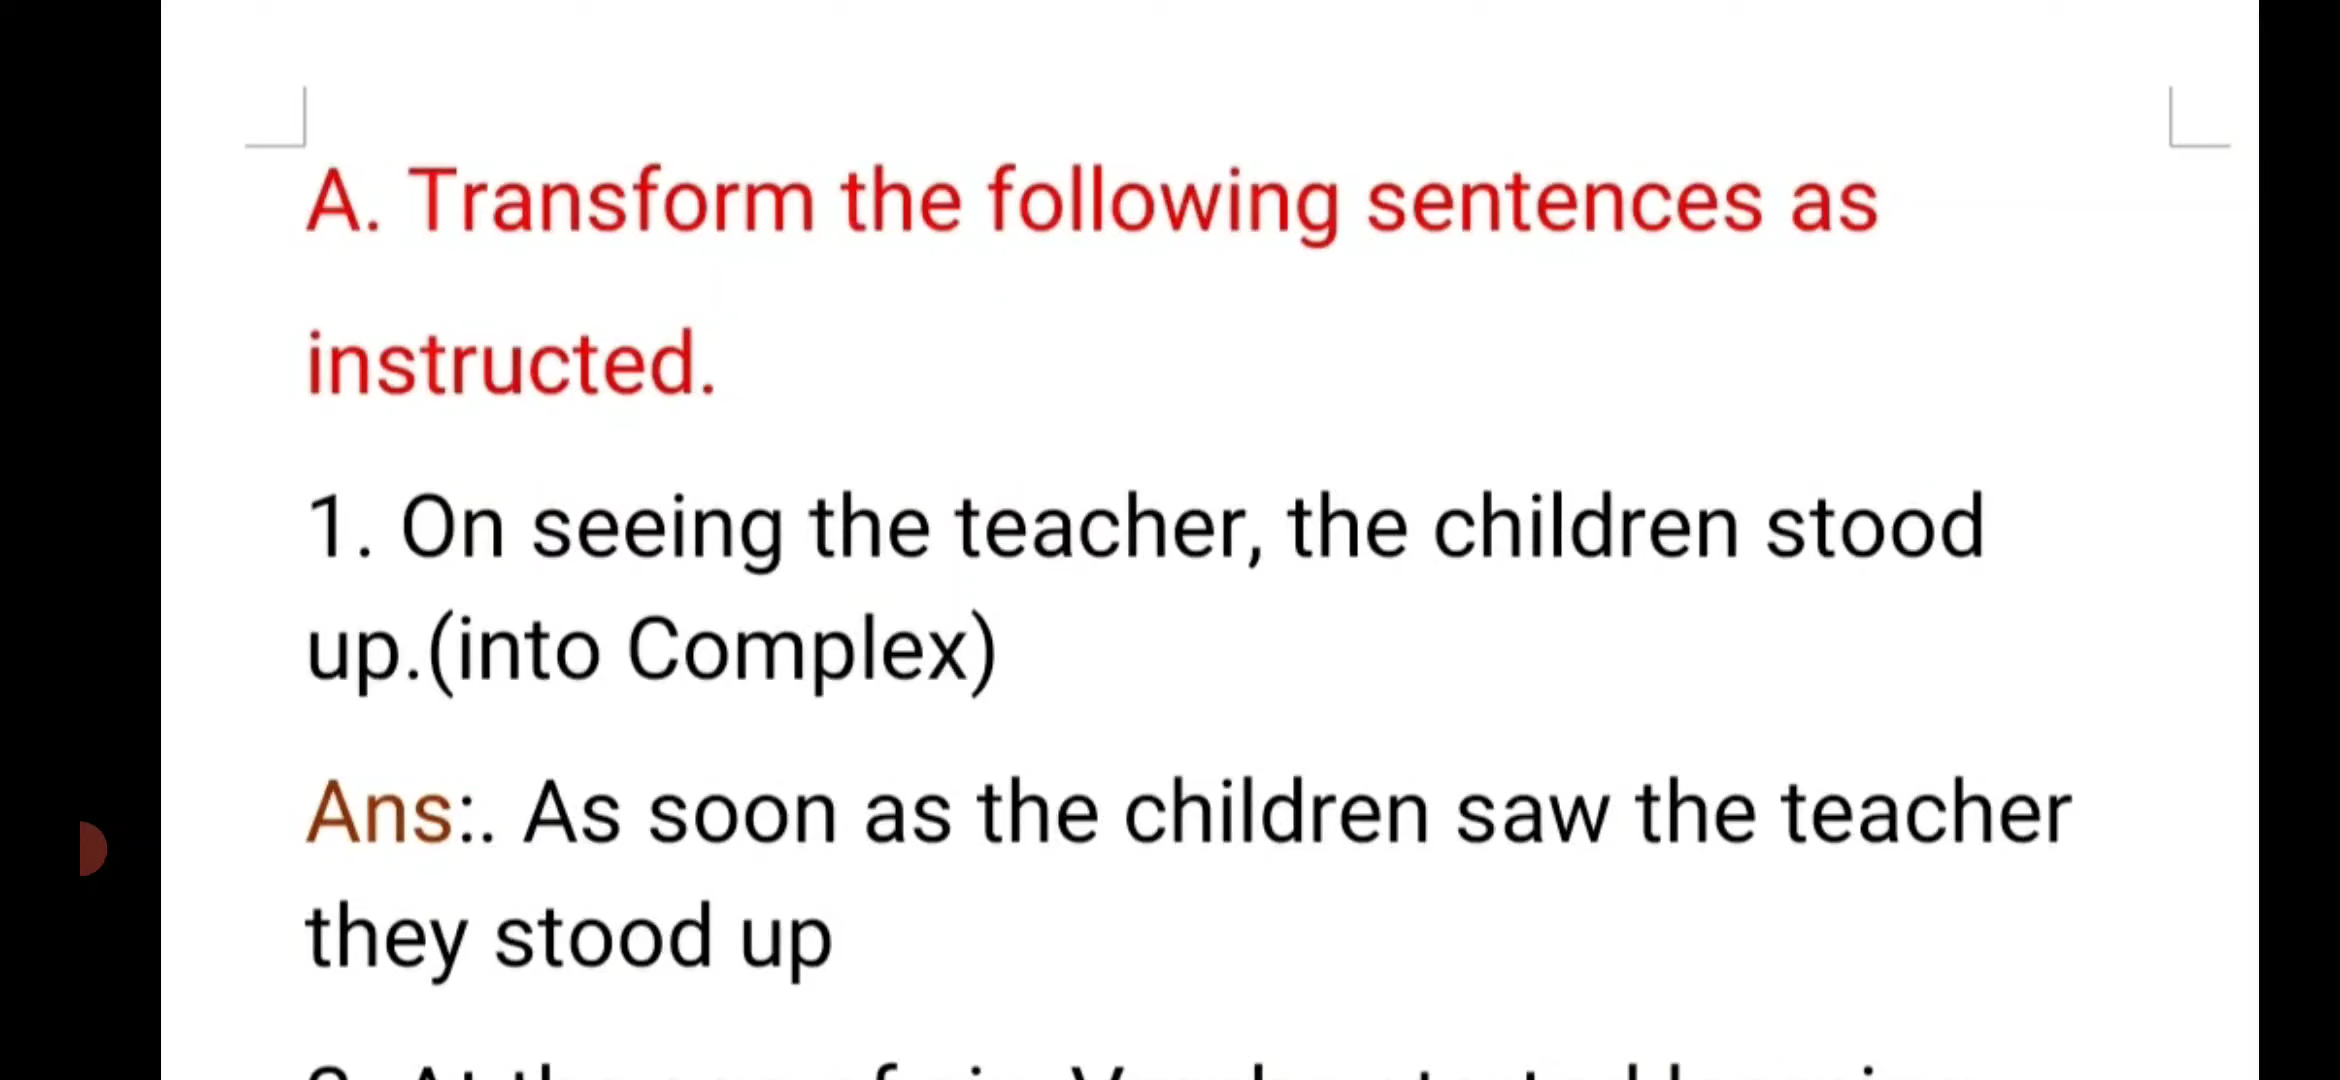 A. Transform the following sentences as
instructed.
1. On seeing the teacher, the children stood
up.(into Complex)
Ans:. As soon as the children saw the teacher
they stood up